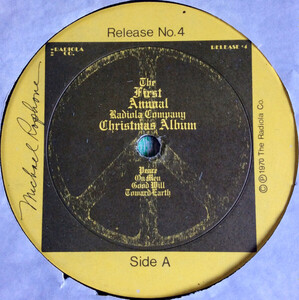 Release No.4
RADIOLA
CO.
RELEASE 4
The
First
Annual
Radiola Company
Christmas Album
Peace
On Men
Good Will
Toward Earth
Side A
© ℗ 1970 The Radiola Co.
Michael